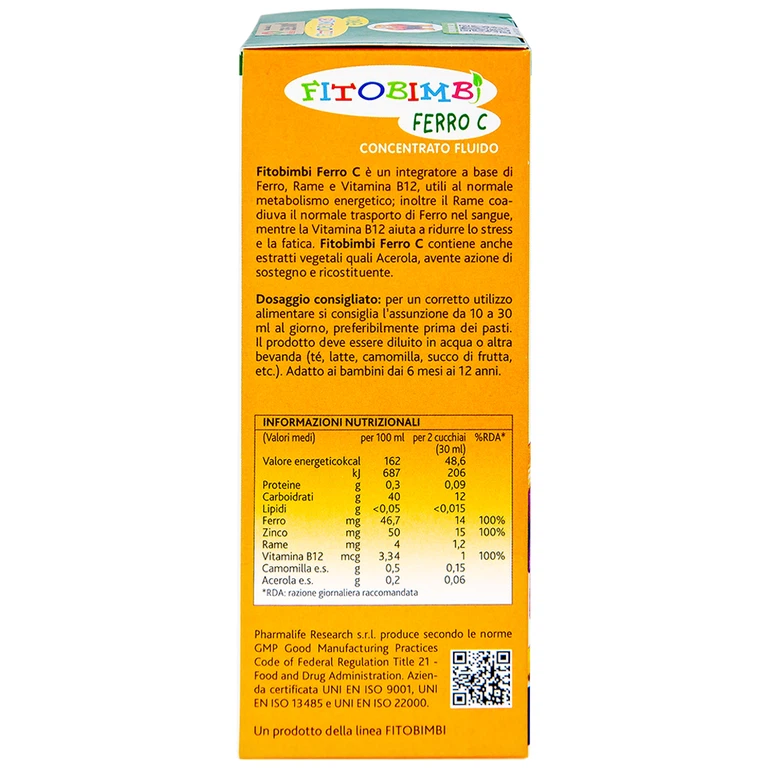 FITOBIMBI
FERRO C
CONCENTRATO FLUIDO
Fitobimbi Ferro C è un integratore a base di
Ferro, Rame e Vitamina B12, utili al normale
metabolismo energetico; inoltre il Rame coa-
diuva il normale trasporto di Ferro nel sangue,
mentre la Vitamina B12 aiuta a ridurre lo stress
e la fatica. Fitobimbi Ferro C contiene anche
estratti vegetali quali Acerola, avente azione di
sostegno e ricostituente.
Dosaggio consigliato: per un corretto utilizzo
alimentare si consiglia l'assunzione da 10 a 30
ml al giorno, preferibilmente prima dei pasti.
Il prodotto deve essere diluito in acqua o altra
bevanda (té, latte, camomilla, succo di frutta,
etc.). Adatto ai bambini dai 6 mesi ai 12 anni.
INFORMAZIONI NUTRIZIONALI
(Valori medi) per 100 ml per 2 cucchiai %RDA*
(30 ml)
Valore energetico kcal 162 48,6
kJ 687 206
Proteine g 0,3 0,09
Carboidrati g 40 12
Lipidi g <0,05 <0,015
Ferro mg 46,7 14 100%
Zinco mg 50 15 100%
Rame mg 4 1,2
Vitamina B12 mcg 3,34 1 100%
Camomilla e.s. g 0,5 0,15
Acerola e.s. g 0,2 0,06
*RDA: razione giornaliera raccomandata
Pharmalife Research s.r.l. produce secondo le norme
GMP Good Manufacturing Practices
Code of Federal Regulation Title 21 -
Food and Drug Administration. Azien-
da certificata UNI EN ISO 9001, UNI
EN ISO 13485 e UNI EN ISO 22000.
Un prodotto della linea FITOBIMBI